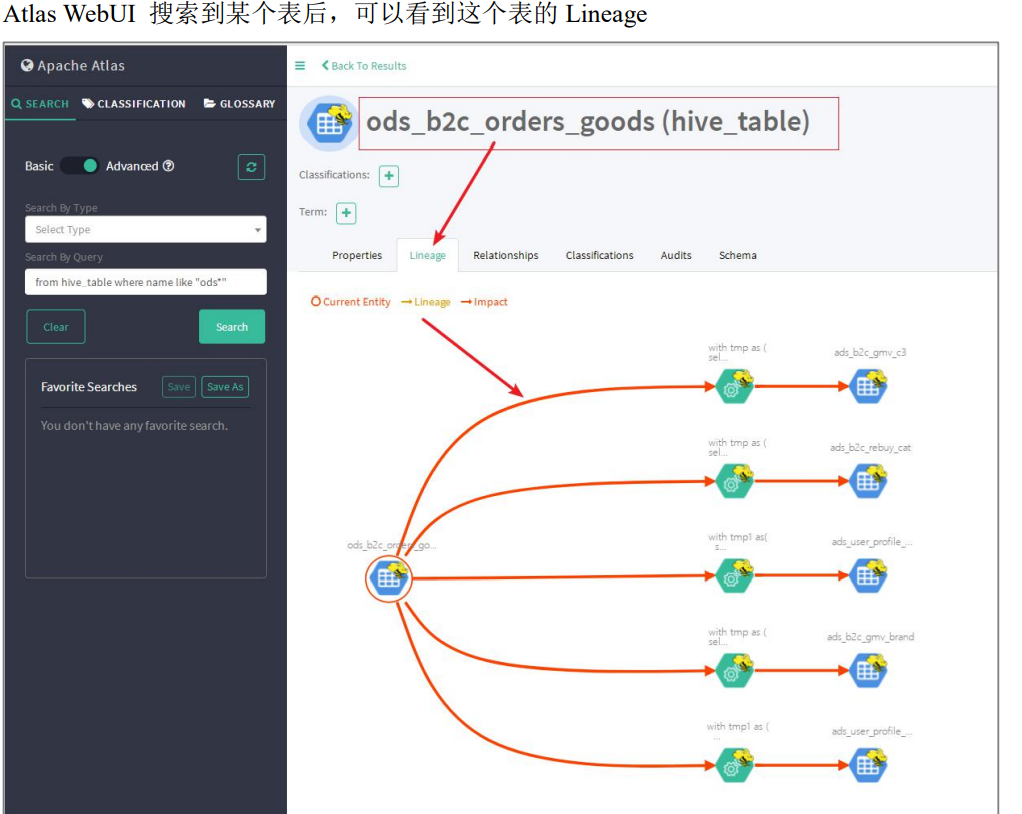 Atlas WebUI 搜索到某个表后，可以看到这个表的 Lineage
Apache Atlas
SEARCH CLASSIFICATION GLOSSARY
Basic Advanced
Search By Type
Select Type
Search By Query
from hive_table where name like "ods*"
Clear Search
Favorite Searches Save Save As
You don't have any favorite search.
Back To Results
ods_b2c_orders_goods (hive_table)
Classifications:
Term:
Properties Lineage Relationships Classifications Audits Schema
Current Entity Lineage Impact
with tmp as (
sel...
ads_b2c_gmv_c3
with tmp as (
sel...
ads_b2c_rebuy_cat
ods_b2c_orders_go...
with tmp1 as(
s...
ads_user_profile_...
with tmp as (
sel...
ads_b2c_gmv_brand
with tmp1 as (
...
ads_user_profile_...